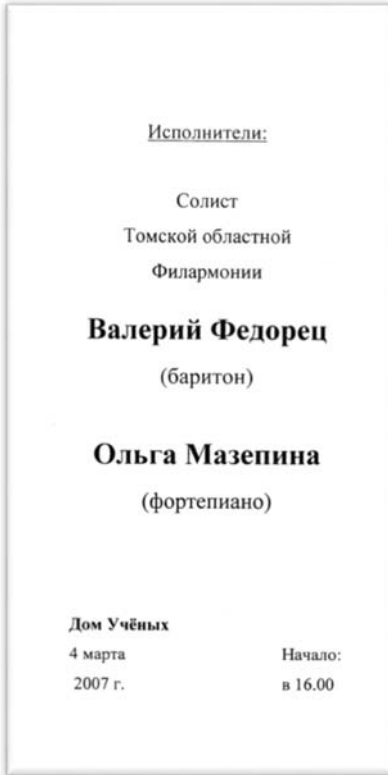 Исполнители:
Солист
Томской областной
Филармонии
Валерий Федорец
(баритон)
Ольга Мазепина
(фортепиано)
Дом Учёных
4 марта
Начало:
2007 г.
в 16.00